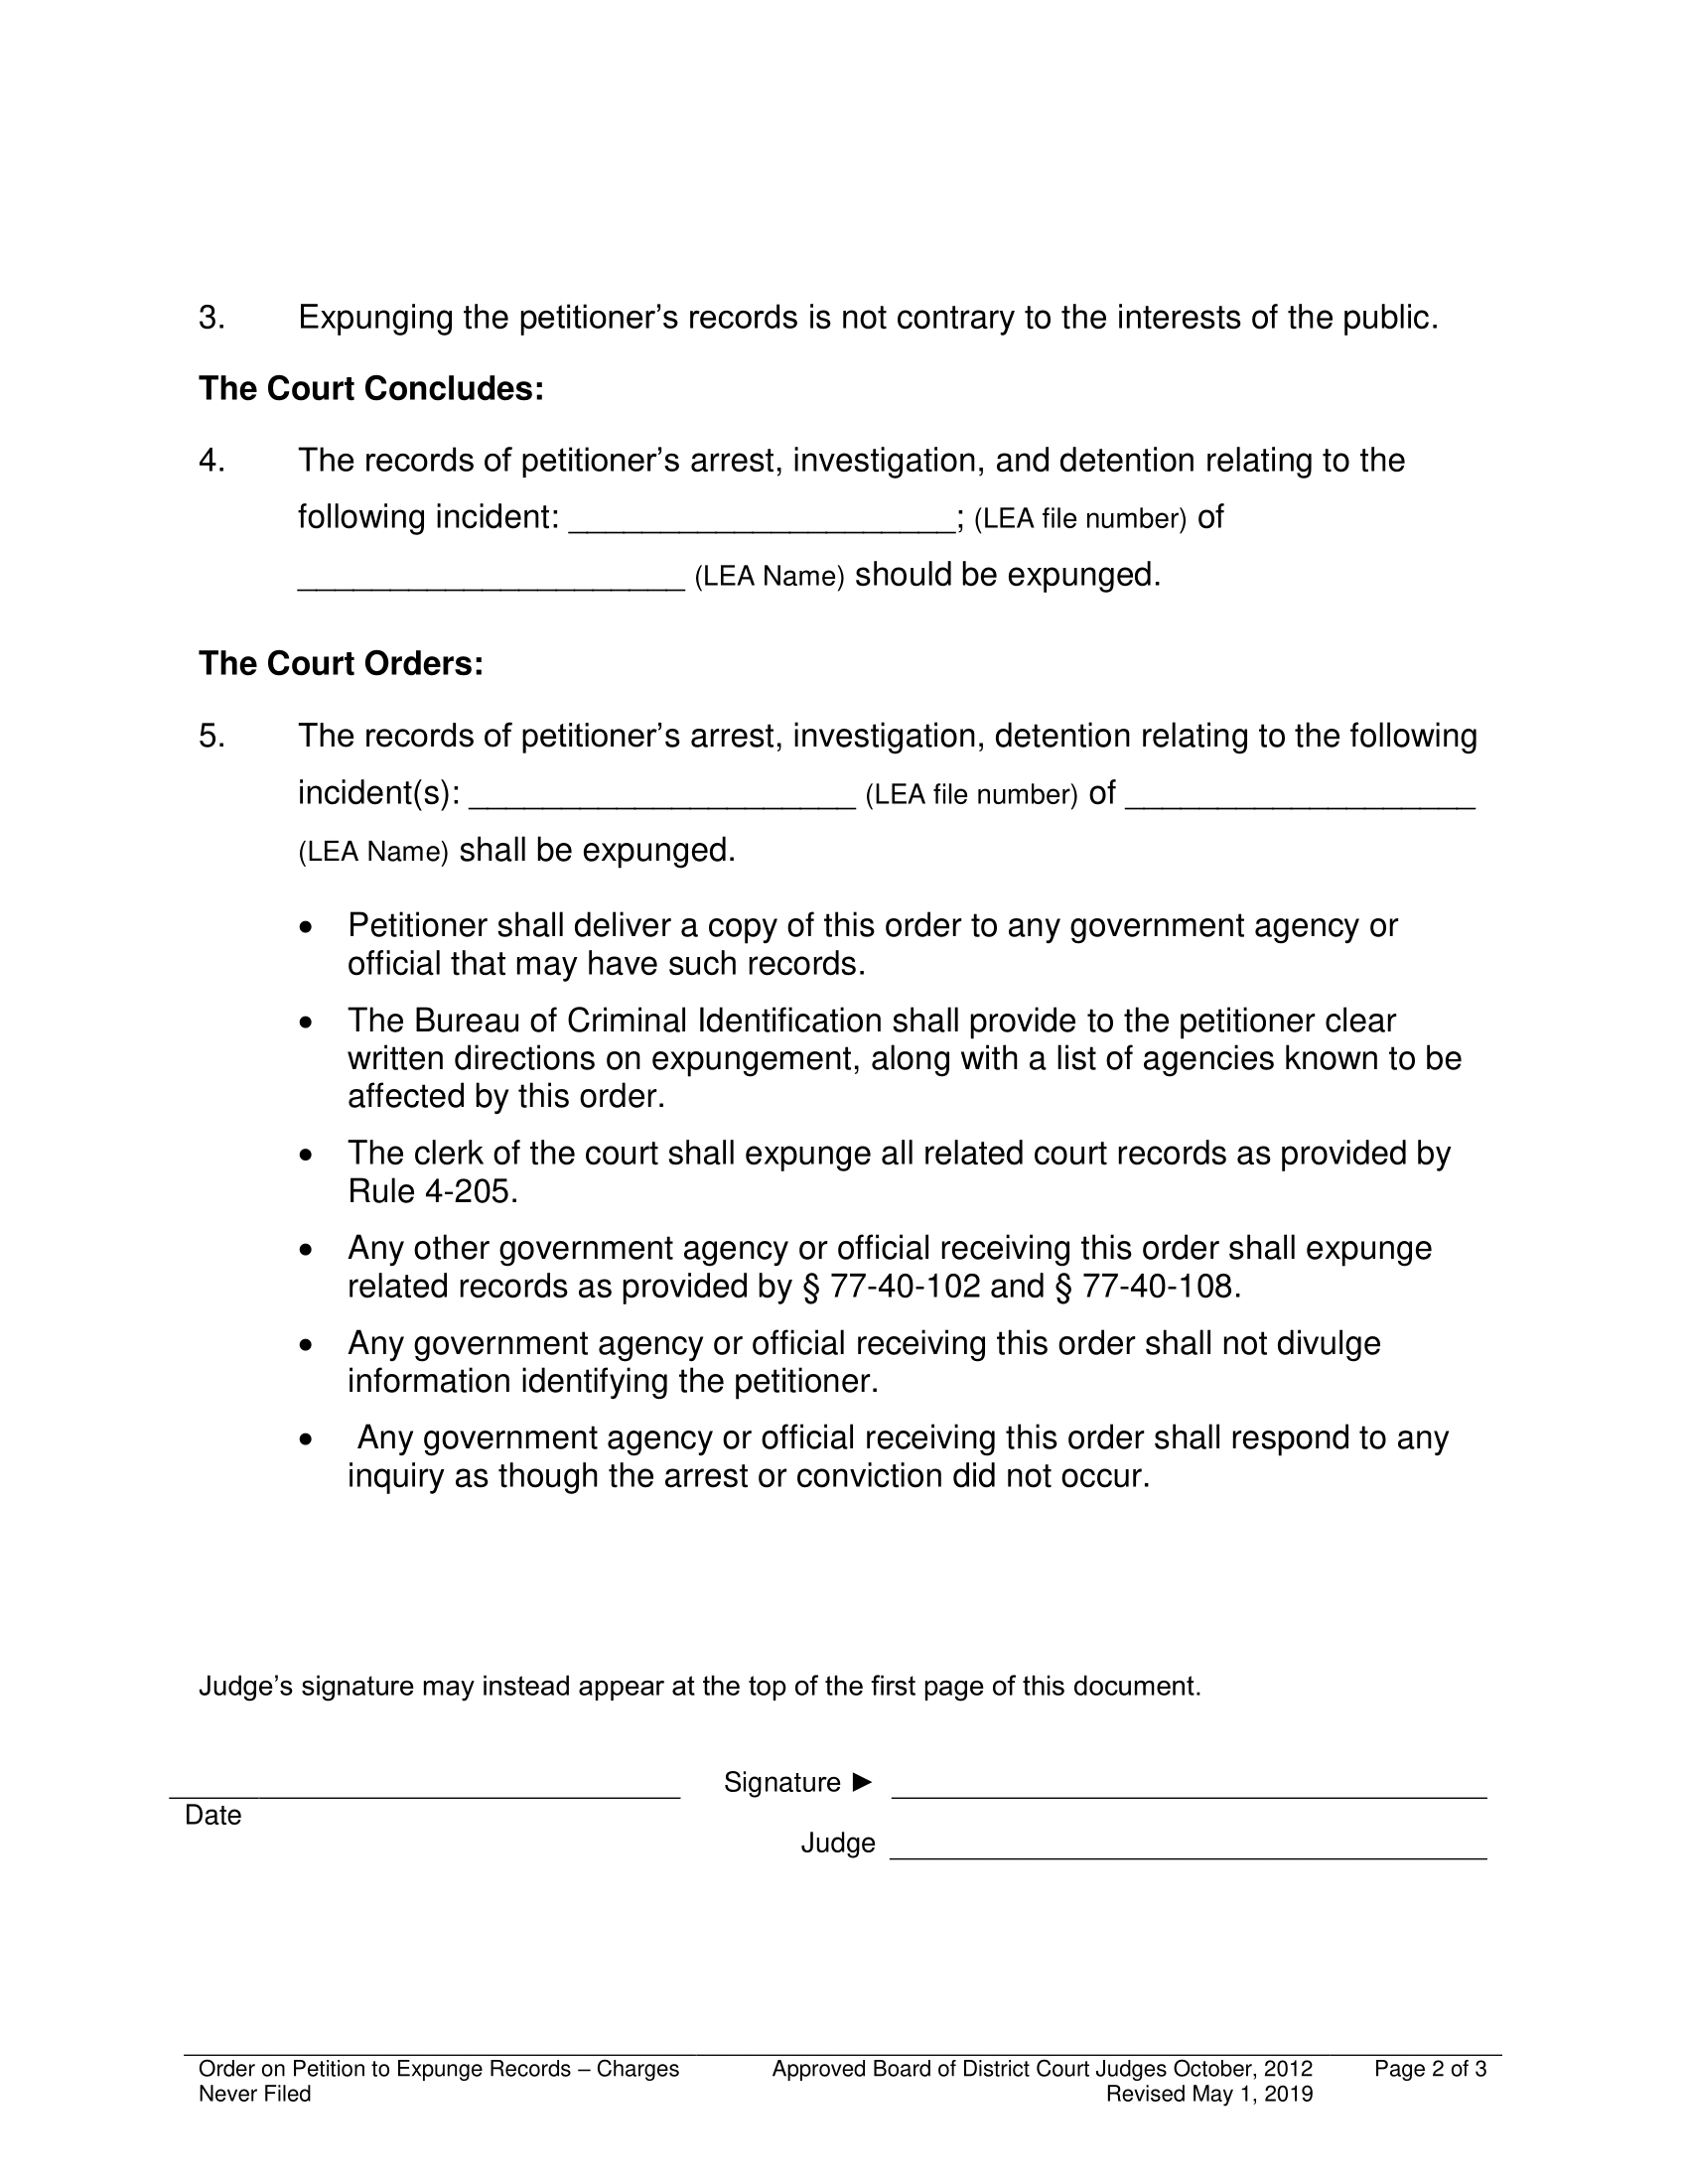 3. Expunging the petitioner’s records is not contrary to the interests of the public.
The Court Concludes:
4. The records of petitioner’s arrest, investigation, and detention relating to the
following incident: _____________________; (LEA file number) of
_____________________ (LEA Name) should be expunged.
The Court Orders:
5. The records of petitioner’s arrest, investigation, detention relating to the following
incident(s): _____________________ (LEA file number) of ___________________
(LEA Name) shall be expunged.
• Petitioner shall deliver a copy of this order to any government agency or
official that may have such records.
• The Bureau of Criminal Identification shall provide to the petitioner clear
written directions on expungement, along with a list of agencies known to be
affected by this order.
• The clerk of the court shall expunge all related court records as provided by
Rule 4-205.
• Any other government agency or official receiving this order shall expunge
related records as provided by § 77-40-102 and § 77-40-108.
• Any government agency or official receiving this order shall not divulge
information identifying the petitioner.
• Any government agency or official receiving this order shall respond to any
inquiry as though the arrest or conviction did not occur.
Judge’s signature may instead appear at the top of the first page of this document.
Signature ►
Date
Judge
Order on Petition to Expunge Records – Charges Approved Board of District Court Judges October, 2012 Page 2 of 3
Never Filed Revised May 1, 2019